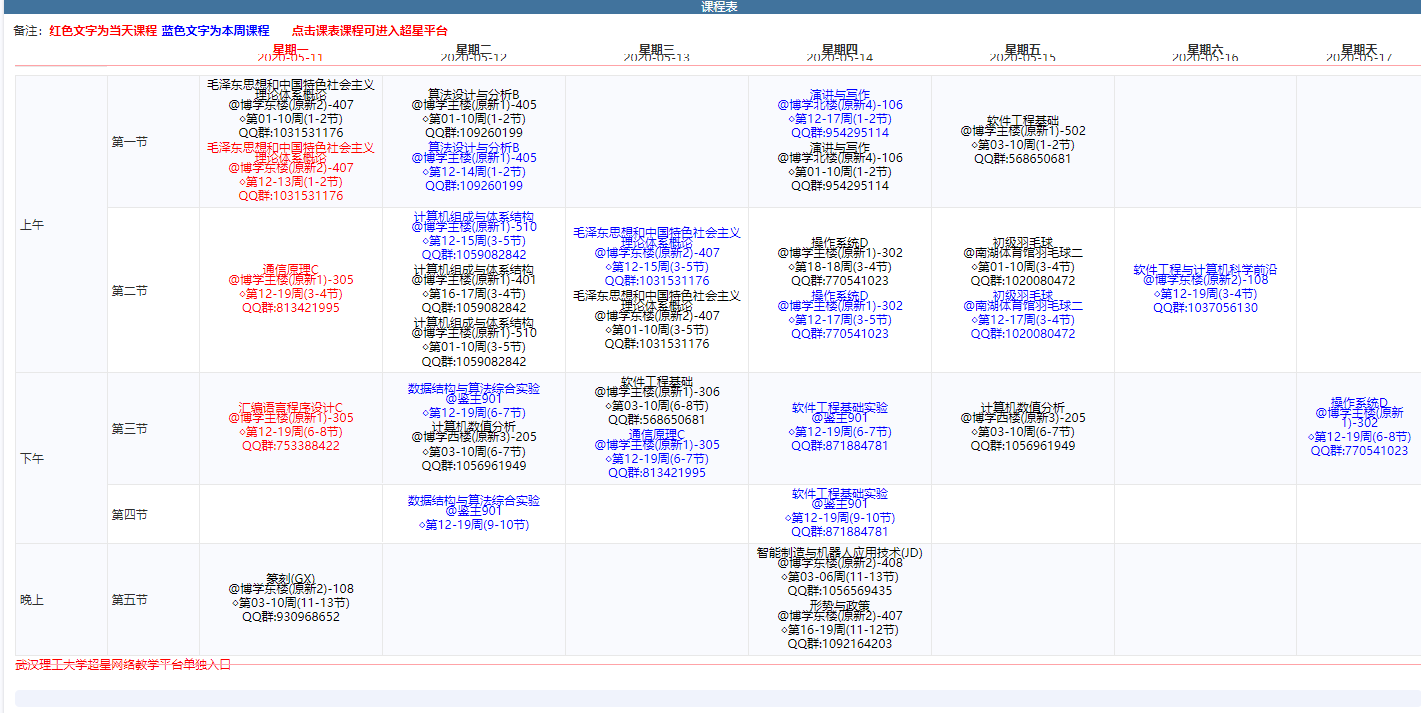 课程表
备注：红色文字为当天课程 蓝色文字为本周课程 点击课表课程可进入超星平台
星期一
2020-05-11
星期二
2020-05-12
星期三
2020-05-13
星期四
2020-05-14
星期五
2020-05-15
星期六
2020-05-16
星期天
2020-05-17
上午
第一节
毛泽东思想和中国特色社会主义
理论体系概论
@博学东楼(原新2)-407
◇第01-10周(1-2节)
QQ群:1031531176
毛泽东思想和中国特色社会主义
理论体系概论
@博学东楼(原新2)-407
◇第12-13周(1-2节)
QQ群:1031531176
算法设计与分析B
@博学主楼(原新1)-405
◇第01-10周(1-2节)
QQ群:109260199
算法设计与分析B
@博学主楼(原新1)-405
◇第12-14周(1-2节)
QQ群:109260199
演讲与写作
@博学北楼(原新4)-106
◇第12-17周(1-2节)
QQ群:954295114
演讲与写作
@博学北楼(原新4)-106
◇第01-10周(1-2节)
QQ群:954295114
软件工程基础
@博学主楼(原新1)-502
◇第03-10周(1-2节)
QQ群:568650681
第二节
通信原理C
@博学主楼(原新1)-305
◇第12-19周(3-4节)
QQ群:813421995
计算机组成与体系结构
@博学主楼(原新1)-510
◇第12-15周(3-5节)
QQ群:1059082842
计算机组成与体系结构
@博学主楼(原新1)-401
◇第16-17周(3-4节)
QQ群:1059082842
计算机组成与体系结构
@博学主楼(原新1)-510
◇第01-10周(3-5节)
QQ群:1059082842
毛泽东思想和中国特色社会主义
理论体系概论
@博学东楼(原新2)-407
◇第12-15周(3-5节)
QQ群:1031531176
毛泽东思想和中国特色社会主义
理论体系概论
@博学东楼(原新2)-407
◇第01-10周(3-5节)
QQ群:1031531176
操作系统D
@博学主楼(原新1)-302
◇第18-18周(3-4节)
QQ群:770541023
操作系统D
@博学主楼(原新1)-302
◇第12-17周(3-5节)
QQ群:770541023
初级羽毛球
@南湖体育馆羽毛球二
◇第01-10周(3-4节)
QQ群:1020080472
初级羽毛球
@南湖体育馆羽毛球二
◇第12-17周(3-4节)
QQ群:1020080472
软件工程与计算机科学前沿
@博学东楼(原新2)-108
◇第12-19周(3-4节)
QQ群:1037056130
下午
第三节
汇编语言程序设计C
@博学主楼(原新1)-305
◇第12-19周(6-8节)
QQ群:753388422
数据结构与算法综合实验
@鉴主901
◇第12-19周(6-7节)
计算机数值分析
@博学西楼(原新3)-205
◇第03-10周(6-7节)
QQ群:1056961949
软件工程基础
@博学主楼(原新1)-306
◇第03-10周(6-8节)
QQ群:568650681
通信原理C
@博学主楼(原新1)-305
◇第12-19周(6-7节)
QQ群:813421995
软件工程基础实验
@鉴主901
◇第12-19周(6-7节)
QQ群:871884781
计算机数值分析
@博学西楼(原新3)-205
◇第03-10周(6-7节)
QQ群:1056961949
操作系统D
@博学主楼(原新
1)-302
◇第12-19周(6-8节)
QQ群:770541023
第四节
数据结构与算法综合实验
@鉴主901
◇第12-19周(9-10节)
软件工程基础实验
@鉴主901
◇第12-19周(9-10节)
QQ群:871884781
晚上
第五节
篆刻(GX)
@博学东楼(原新2)-108
◇第03-10周(11-13节)
QQ群:930968652
智能制造与机器人应用技术(JD)
@博学东楼(原新2)-408
◇第03-06周(11-13节)
QQ群:1056569435
形势与政策
@博学东楼(原新2)-407
◇第16-19周(11-12节)
QQ群:1092164203
武汉理工大学超星网络教学平台单独入口